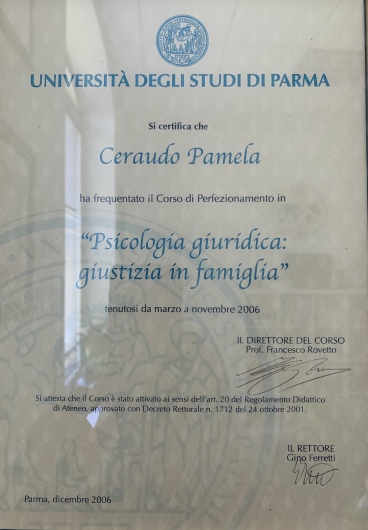 UNIVERSITÀ DEGLI STUDI DI PARMA
Si certifica che
Ceraudo Pamela
ha frequentato il Corso di Perfezionamento in
“Psicologia giuridica:
giustizia in famiglia”
tenutosi da marzo a novembre 2006
IL DIRETTORE DEL CORSO
Prof. Francesco Rovetto
Si attesta che il Corso è stato attivato ai sensi dell'art. 20 del Regolamento Didattico
di Ateneo, approvato con Decreto Rettorale n. 1712 del 24 ottobre 2001.
IL RETTORE
Gino Ferretti
Parma, dicembre 2006